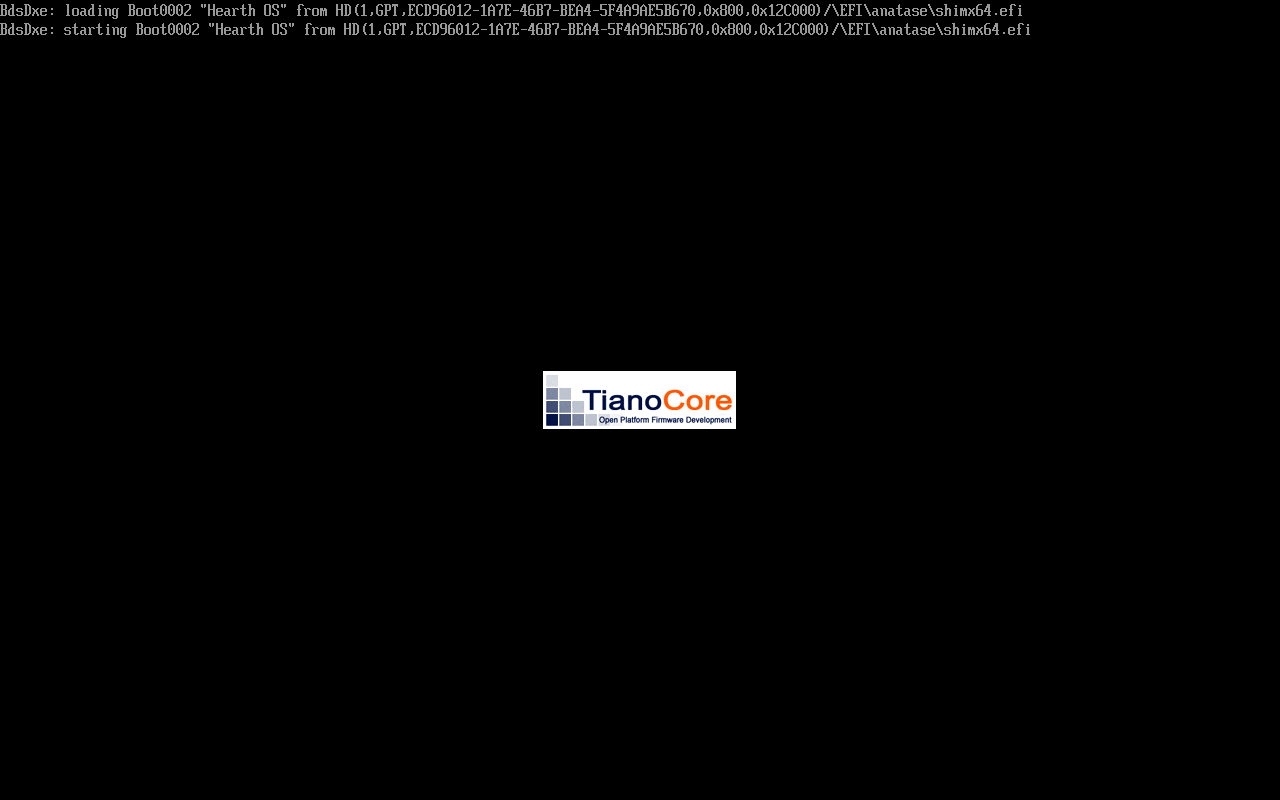 BdsDxe: loading Boot0002 "Hearth OS" from HD(1,GPT,ECD96012-1A7E-46B7-BEA4-5F4A9AE5B670,0x800,0x12C000)/\EFI\anatase\shimx64.efi
BdsDxe: starting Boot0002 "Hearth OS" from HD(1,GPT,ECD96012-1A7E-46B7-BEA4-5F4A9AE5B670,0x800,0x12C000)/\EFI\anatase\shimx64.efi
TianoCore
Open Platform Firmware Development